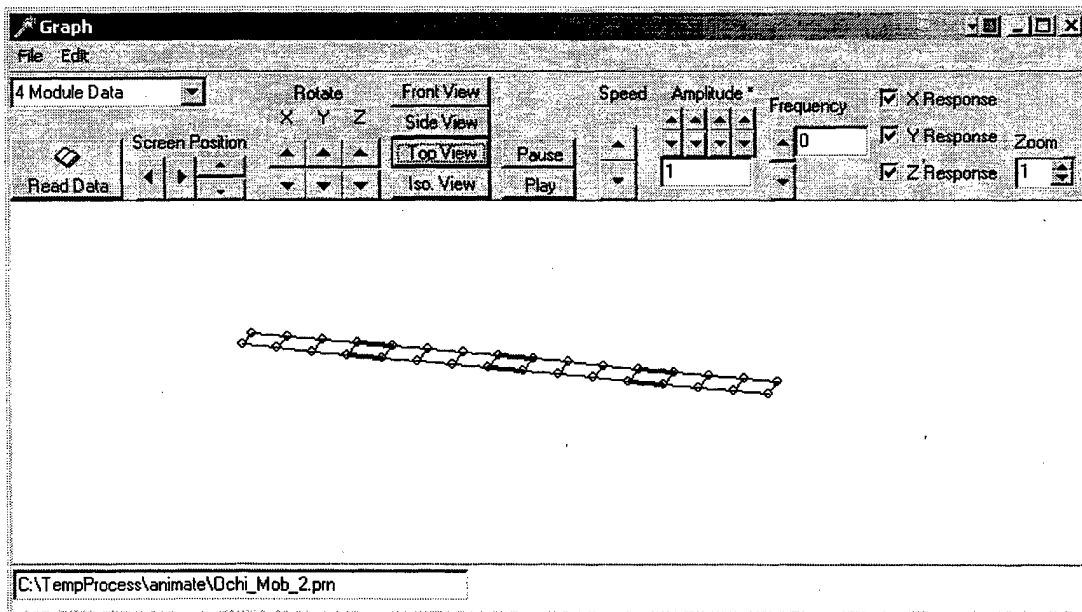 Graph
File Edit
4 Module Data
Read Data
Screen Position
Rotate
X Y Z
Front View
Side View
Top View
Iso. View
Pause
Play
Speed
Amplitude *
1
Frequency
0
X Response
Y Response
Z Response
Zoom
1
C:\TempProcess\animate\Ochi_Mob_2.prn